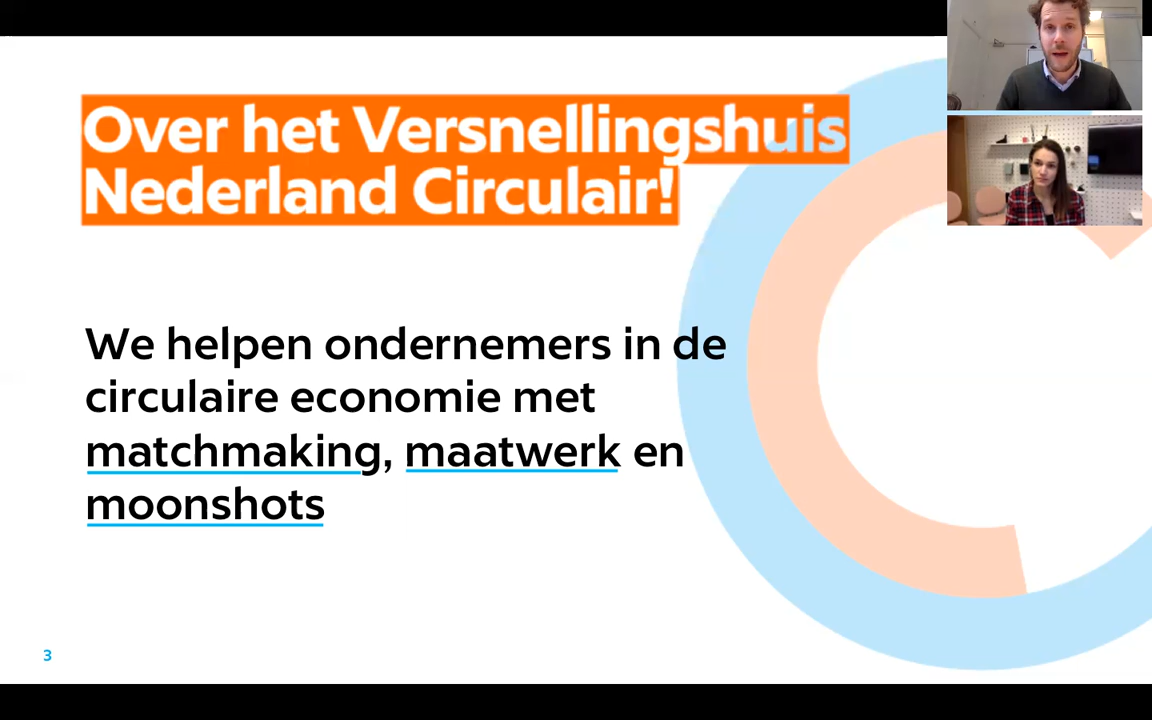 Over het Versnellingshuis
Nederland Circulair!
We helpen ondernemers in de
circulaire economie met
matchmaking, maatwerk en
moonshots
3